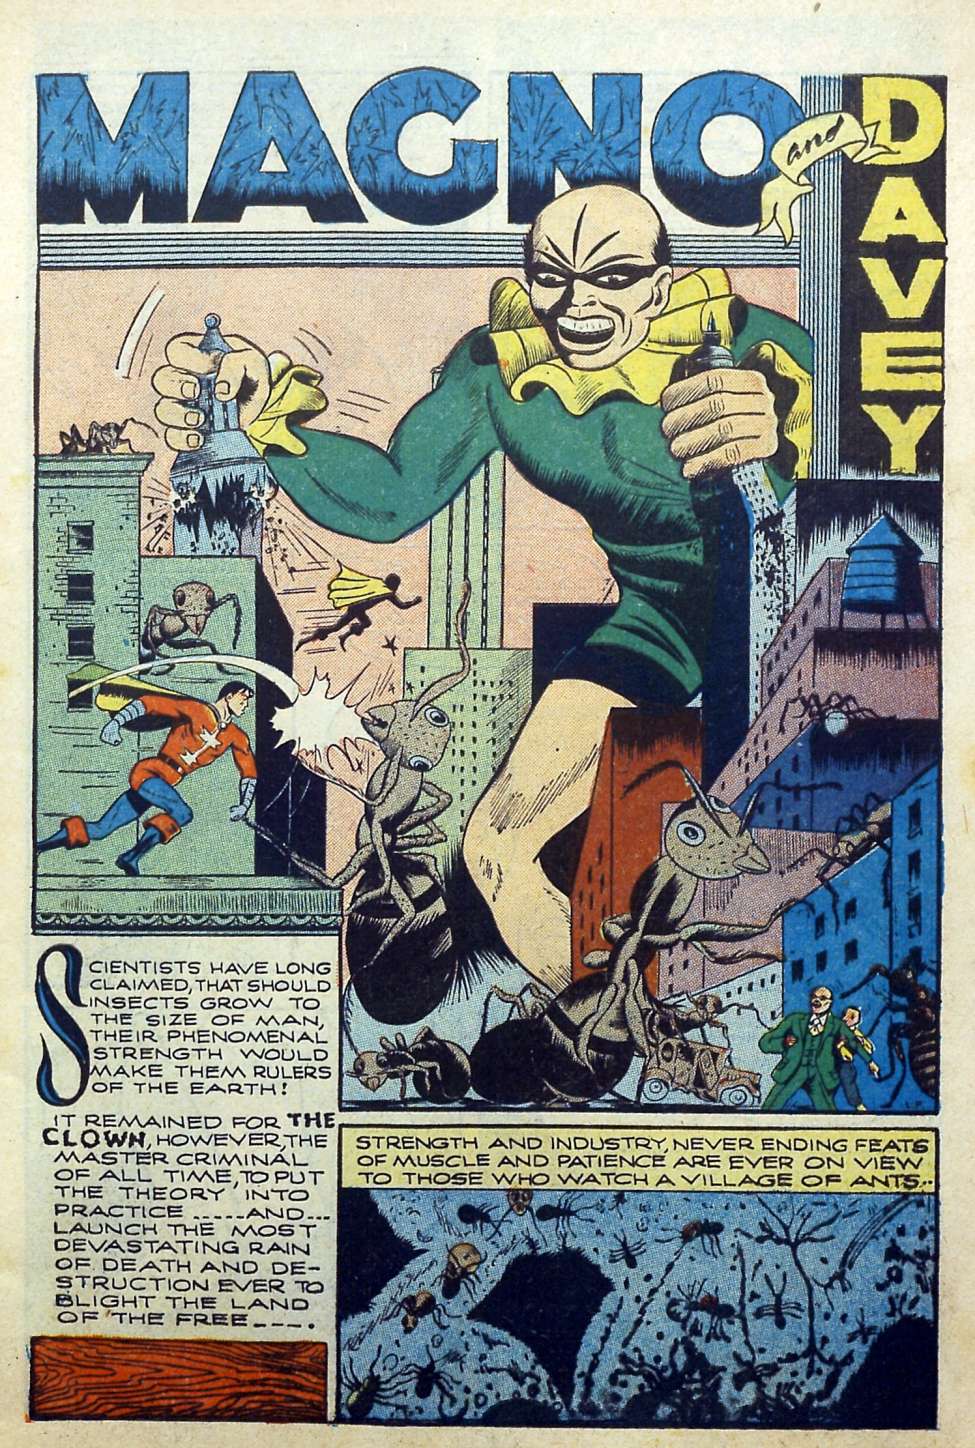 MAGNO
and
DAVEY
SCIENTISTS HAVE LONG
CLAIMED, THAT SHOULD
INSECTS GROW TO
THE SIZE OF MAN,
THEIR PHENOMENAL
STRENGTH WOULD
MAKE THEM RULERS
OF THE EARTH!
IT REMAINED FOR THE
CLOWN, HOWEVER, THE
MASTER CRIMINAL
OF ALL TIME, TO PUT
THE THEORY INTO
PRACTICE .....AND...
LAUNCH THE MOST
DEVASTATING RAIN
OF DEATH AND DE-
STRUCTION EVER TO
BLIGHT THE LAND
OF THE FREE ___.
STRENGTH AND INDUSTRY, NEVER ENDING FEATS
OF MUSCLE AND PATIENCE ARE EVER ON VIEW
TO THOSE WHO WATCH A VILLAGE OF ANTS...